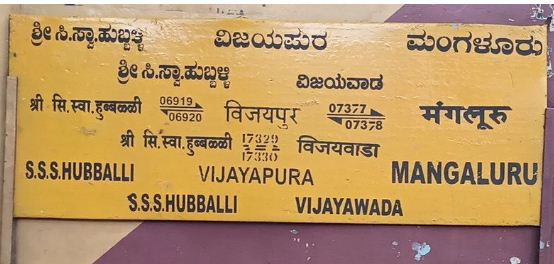 ಶ್ರೀ ಸಿ.ಸ್ವಾ.ಹುಬ್ಬಳ್ಳಿ ವಿಜಯಪುರ ಮಂಗಳೂರು
ಶ್ರೀ ಸಿ.ಸ್ವಾ.ಹುಬ್ಬಳ್ಳಿ ವಿಜಯವಾಡ
श्री सि.स्वा.हुब्बळ्ळी 06919 06920 विजयपुर 07377 07378 मंगलूरु
श्री सि.स्वा.हुब्बळ्ळी 17329 17330 विजयवाडा
S.S.S.HUBBALLI VIJAYAPURA MANGALURU
S.S.S.HUBBALLI VIJAYAWADA